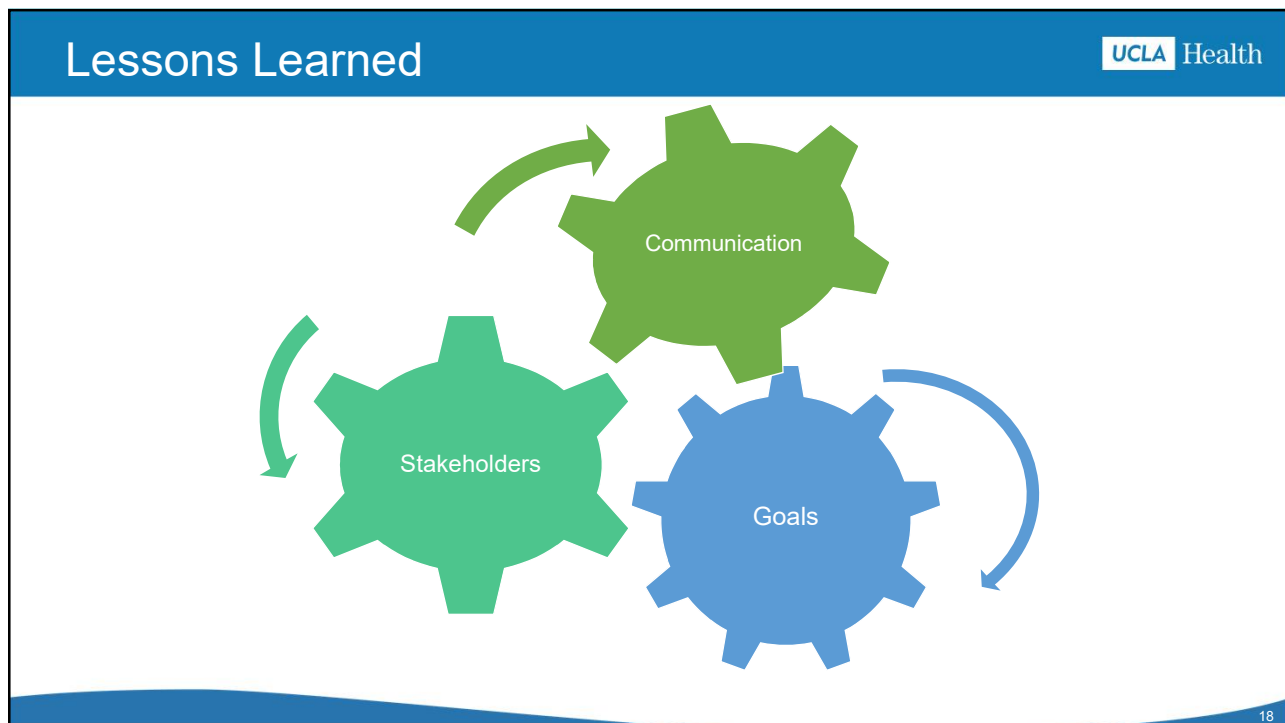 Lessons Learned
UCLA Health
Communication
Stakeholders
Goals
18